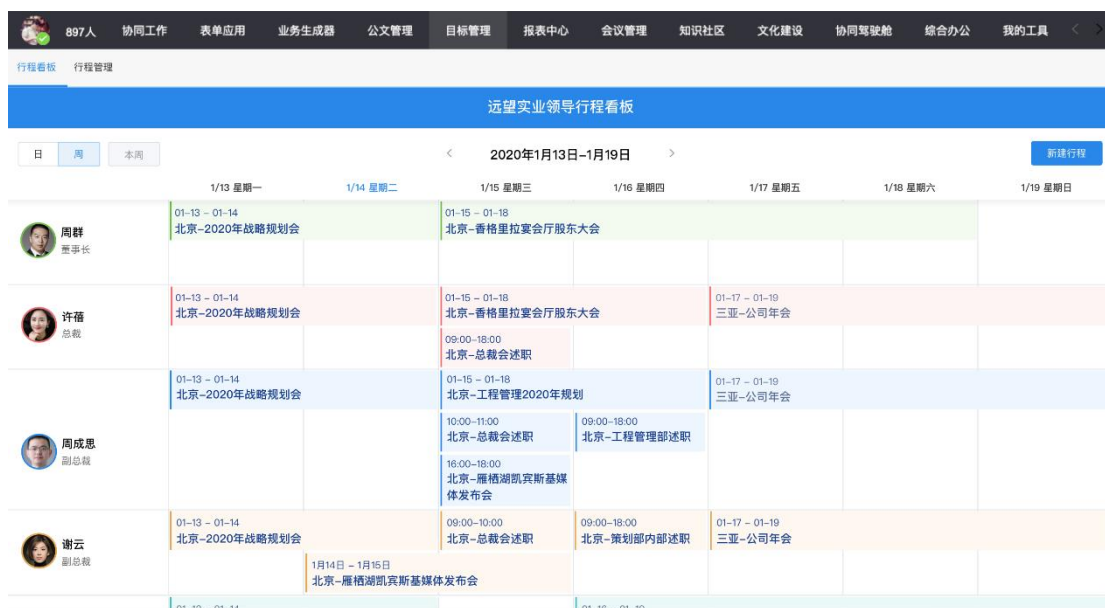 897人 协同工作 表单应用 业务生成器 公文管理 目标管理 报表中心 会议管理 知识社区 文化建设 协同驾驶舱 综合办公 我的工具
行程看板 行程管理
远望实业领导行程看板
日 周 本周 2020年1月13日-1月19日 新建行程
1/13 星期一 1/14 星期二 1/15 星期三 1/16 星期四 1/17 星期五 1/18 星期六 1/19 星期日
周群
董事长
01-13 - 01-14
北京-2020年战略规划会
01-15 - 01-18
北京-香格里拉宴会厅股东大会
许蓓
总裁
01-13 - 01-14
北京-2020年战略规划会
01-15 - 01-18
北京-香格里拉宴会厅股东大会
01-17 - 01-19
三亚-公司年会
09:00-18:00
北京-总裁会述职
周成思
副总裁
01-13 - 01-14
北京-2020年战略规划会
01-15 - 01-18
北京-工程管理2020年规划
01-17 - 01-19
三亚-公司年会
10:00-11:00
北京-总裁会述职
09:00-18:00
北京-工程管理部述职
16:00-18:00
北京-雁栖湖凯宾斯基媒
体发布会
谢云
副总裁
01-13 - 01-14
北京-2020年战略规划会
09:00-10:00
北京-总裁会述职
09:00-18:00
北京-策划部内部述职
01-17 - 01-19
三亚-公司年会
1月14日 - 1月15日
北京-雁栖湖凯宾斯基媒体发布会